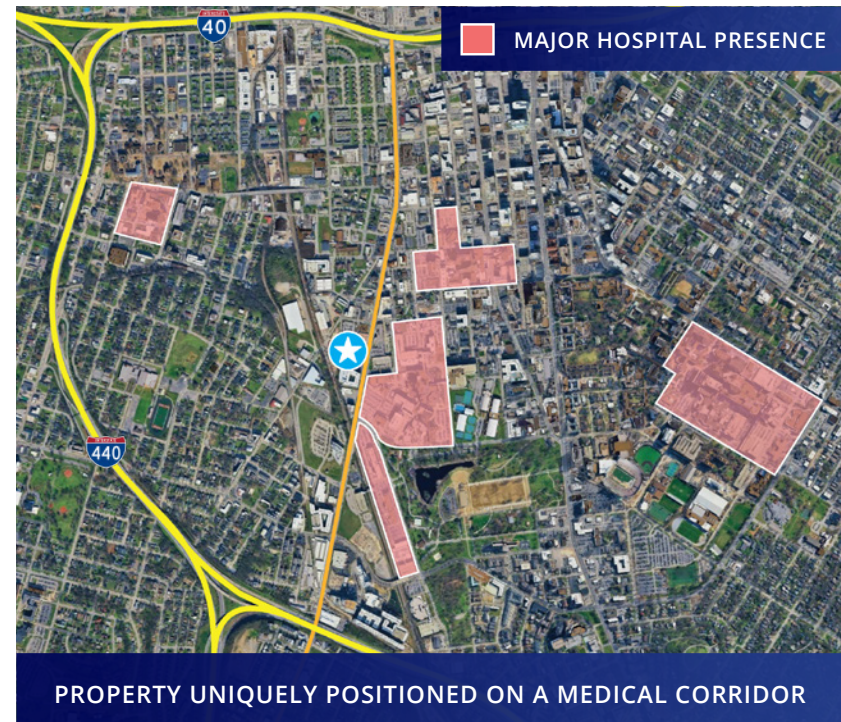 40
MAJOR HOSPITAL PRESENCE
440
PROPERTY UNIQUELY POSITIONED ON A MEDICAL CORRIDOR